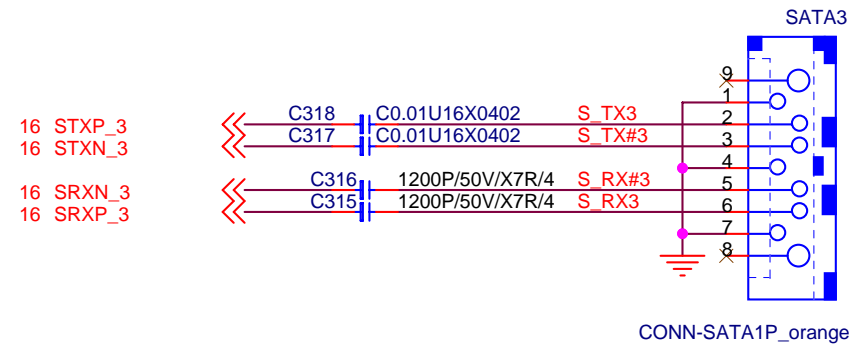 SATA3
9
1
16 STXP_3 C318 C0.01U16X0402 S_TX3 2
16 STXN_3 C317 C0.01U16X0402 S_TX#3 3
4
16 SRXN_3 C316 1200P/50V/X7R/4 S_RX#3 5
16 SRXP_3 C315 1200P/50V/X7R/4 S_RX3 6
7
8
CONN-SATA1P_orange